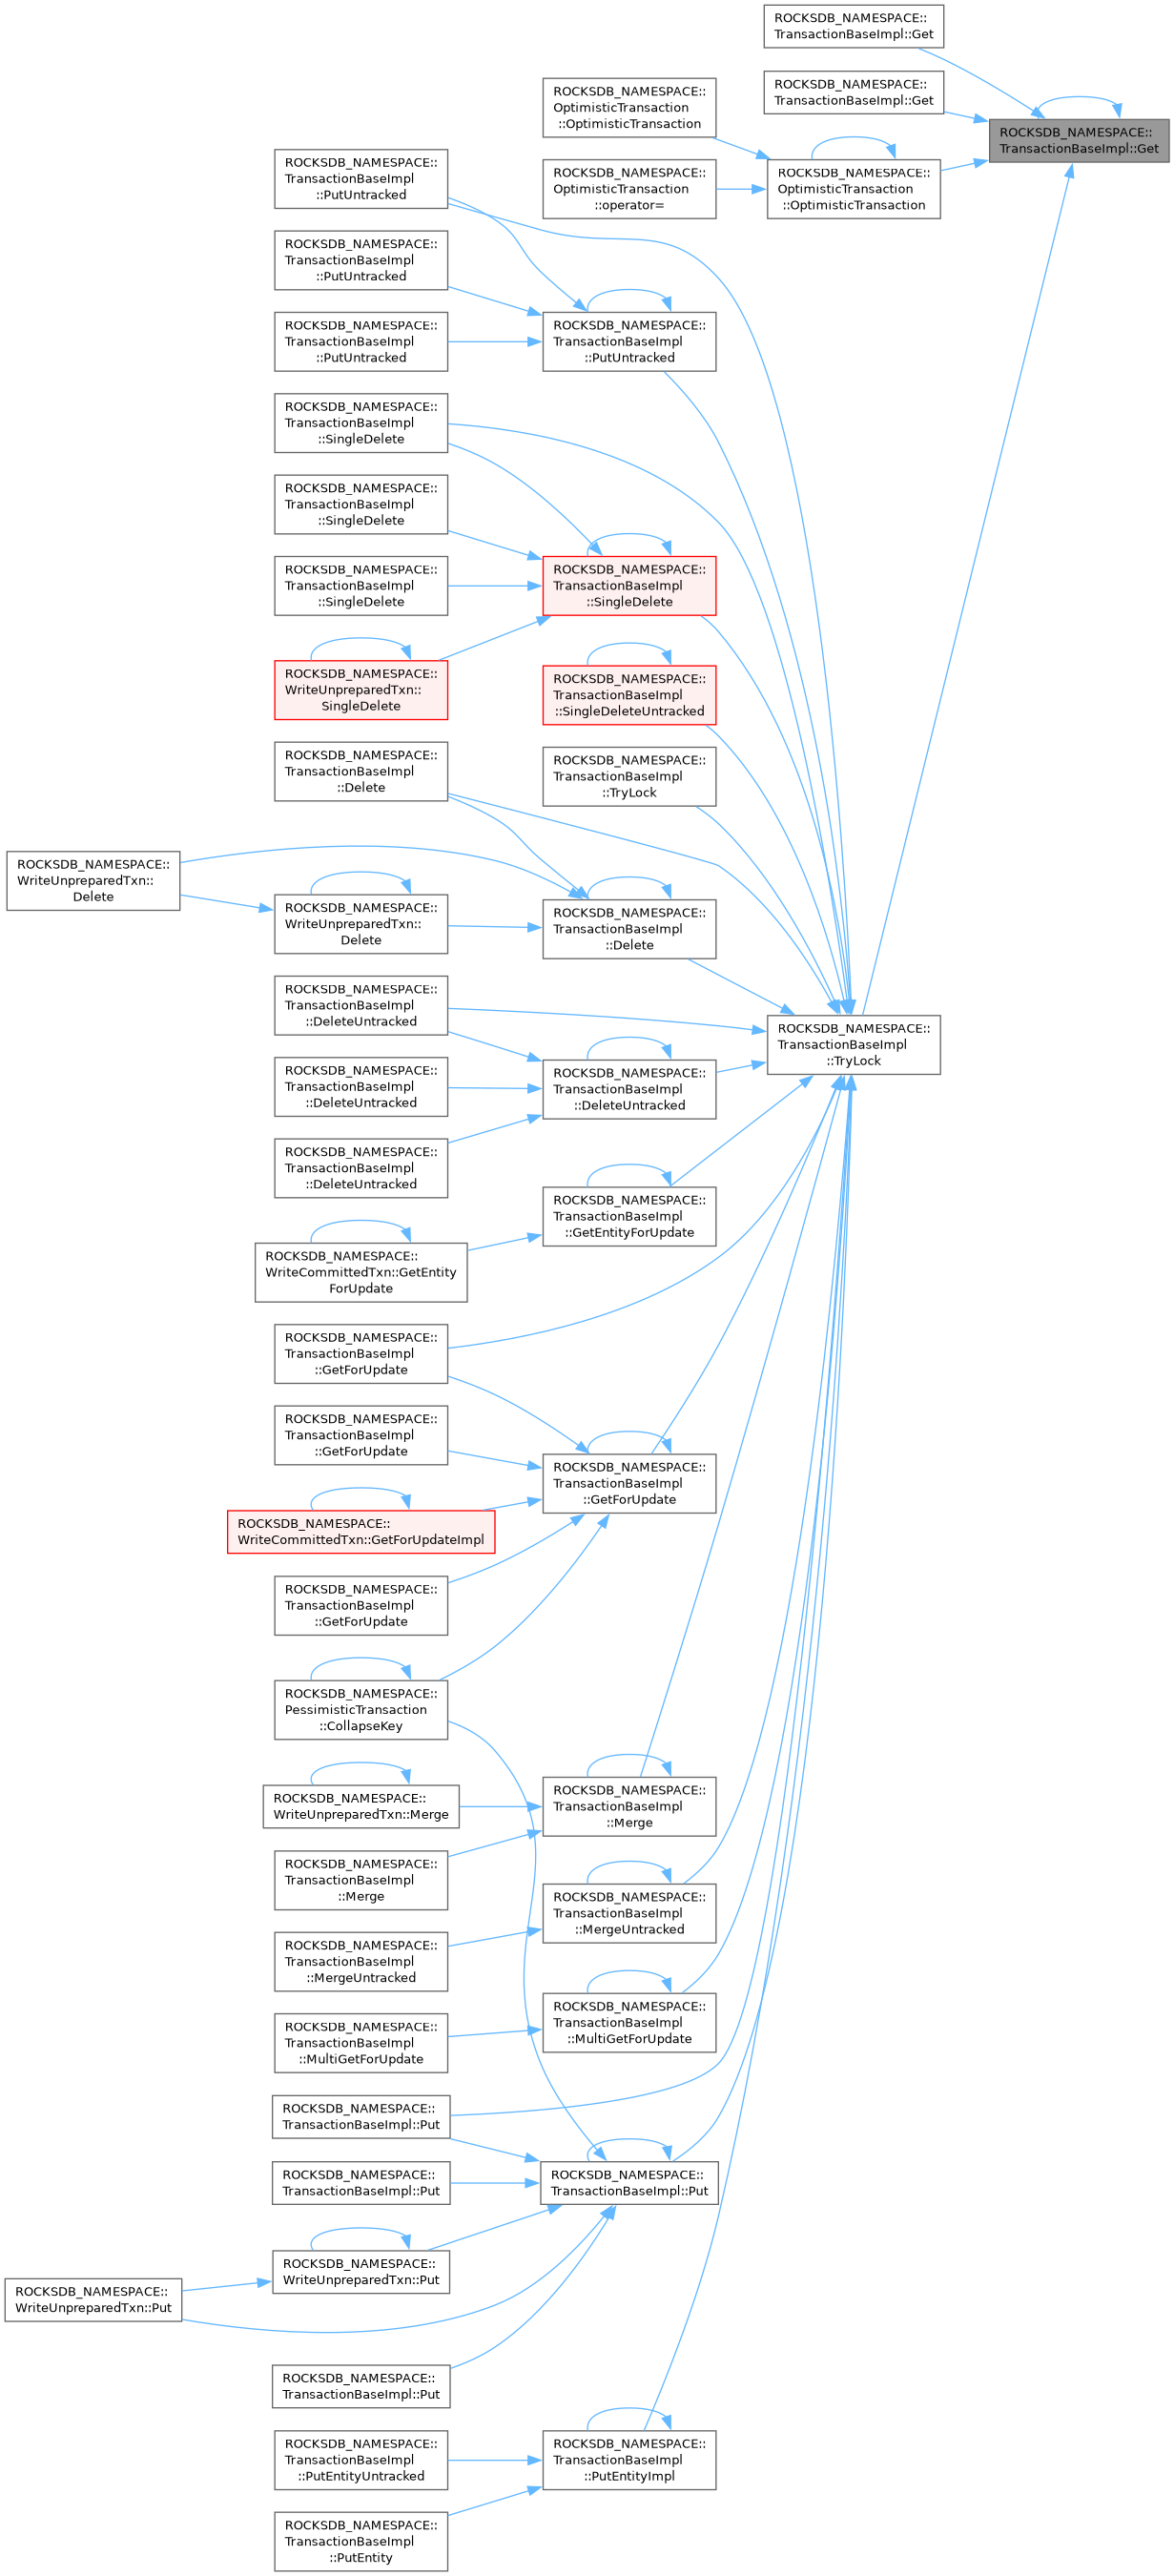 ROCKSDB_NAMESPACE::
TransactionBaseImpl::Get
ROCKSDB_NAMESPACE::
TransactionBaseImpl::Get
ROCKSDB_NAMESPACE::
TransactionBaseImpl::Get
ROCKSDB_NAMESPACE::
OptimisticTransaction
::OptimisticTransaction
ROCKSDB_NAMESPACE::
OptimisticTransaction
::operator=
ROCKSDB_NAMESPACE::
OptimisticTransaction
::OptimisticTransaction
ROCKSDB_NAMESPACE::
TransactionBaseImpl
::PutUntracked
ROCKSDB_NAMESPACE::
TransactionBaseImpl
::PutUntracked
ROCKSDB_NAMESPACE::
TransactionBaseImpl
::PutUntracked
ROCKSDB_NAMESPACE::
TransactionBaseImpl
::PutUntracked
ROCKSDB_NAMESPACE::
TransactionBaseImpl
::SingleDelete
ROCKSDB_NAMESPACE::
TransactionBaseImpl
::SingleDelete
ROCKSDB_NAMESPACE::
TransactionBaseImpl
::SingleDelete
ROCKSDB_NAMESPACE::
TransactionBaseImpl
::SingleDelete
ROCKSDB_NAMESPACE::
WriteUnpreparedTxn::
SingleDelete
ROCKSDB_NAMESPACE::
TransactionBaseImpl
::SingleDeleteUntracked
ROCKSDB_NAMESPACE::
TransactionBaseImpl
::TryLock
ROCKSDB_NAMESPACE::
TransactionBaseImpl
::Delete
ROCKSDB_NAMESPACE::
WriteUnpreparedTxn::
Delete
ROCKSDB_NAMESPACE::
WriteUnpreparedTxn::
Delete
ROCKSDB_NAMESPACE::
TransactionBaseImpl
::Delete
ROCKSDB_NAMESPACE::
TransactionBaseImpl
::DeleteUntracked
ROCKSDB_NAMESPACE::
TransactionBaseImpl
::TryLock
ROCKSDB_NAMESPACE::
TransactionBaseImpl
::DeleteUntracked
ROCKSDB_NAMESPACE::
TransactionBaseImpl
::DeleteUntracked
ROCKSDB_NAMESPACE::
TransactionBaseImpl
::DeleteUntracked
ROCKSDB_NAMESPACE::
TransactionBaseImpl
::GetEntityForUpdate
ROCKSDB_NAMESPACE::
WriteCommittedTxn::GetEntity
ForUpdate
ROCKSDB_NAMESPACE::
TransactionBaseImpl
::GetForUpdate
ROCKSDB_NAMESPACE::
TransactionBaseImpl
::GetForUpdate
ROCKSDB_NAMESPACE::
TransactionBaseImpl
::GetForUpdate
ROCKSDB_NAMESPACE::
WriteCommittedTxn::GetForUpdateImpl
ROCKSDB_NAMESPACE::
TransactionBaseImpl
::GetForUpdate
ROCKSDB_NAMESPACE::
PessimisticTransaction
::CollapseKey
ROCKSDB_NAMESPACE::
TransactionBaseImpl
::Merge
ROCKSDB_NAMESPACE::
WriteUnpreparedTxn::Merge
ROCKSDB_NAMESPACE::
TransactionBaseImpl
::Merge
ROCKSDB_NAMESPACE::
TransactionBaseImpl
::MergeUntracked
ROCKSDB_NAMESPACE::
TransactionBaseImpl
::MergeUntracked
ROCKSDB_NAMESPACE::
TransactionBaseImpl
::MultiGetForUpdate
ROCKSDB_NAMESPACE::
TransactionBaseImpl
::MultiGetForUpdate
ROCKSDB_NAMESPACE::
TransactionBaseImpl::Put
ROCKSDB_NAMESPACE::
TransactionBaseImpl::Put
ROCKSDB_NAMESPACE::
TransactionBaseImpl::Put
ROCKSDB_NAMESPACE::
WriteUnpreparedTxn::Put
ROCKSDB_NAMESPACE::
WriteUnpreparedTxn::Put
ROCKSDB_NAMESPACE::
TransactionBaseImpl::Put
ROCKSDB_NAMESPACE::
TransactionBaseImpl
::PutEntityUntracked
ROCKSDB_NAMESPACE::
TransactionBaseImpl
::PutEntityImpl
ROCKSDB_NAMESPACE::
TransactionBaseImpl
::PutEntity